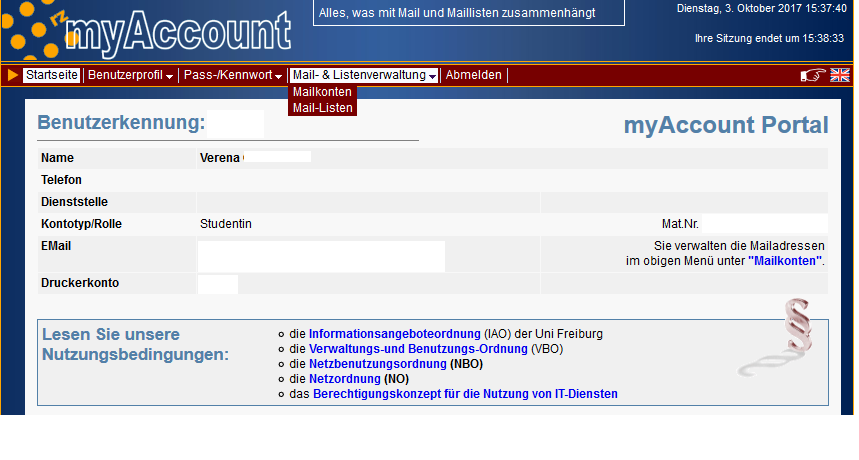 rz myAccount
Alles, was mit Mail und Maillisten zusammenhängt
Dienstag, 3. Oktober 2017 15:37:40
Ihre Sitzung endet um 15:38:33
Startseite Benutzerprofil Pass-/Kennwort Mail- & Listenverwaltung Abmelden
Mailkonten
Mail-Listen
Benutzerkennung:
myAccount Portal
Name Verena
Telefon
Dienststelle
Kontotyp/Rolle Studentin Mat.Nr.
EMail Sie verwalten die Mailadressen
im obigen Menü unter "Mailkonten".
Druckerkonto
Lesen Sie unsere
Nutzungsbedingungen:
die Informationsangeboteordnung (IAO) der Uni Freiburg
die Verwaltungs-und Benutzungs-Ordnung (VBO)
die Netzbenutzungsordnung (NBO)
die Netzordnung (NO)
das Berechtigungskonzept für die Nutzung von IT-Diensten
§